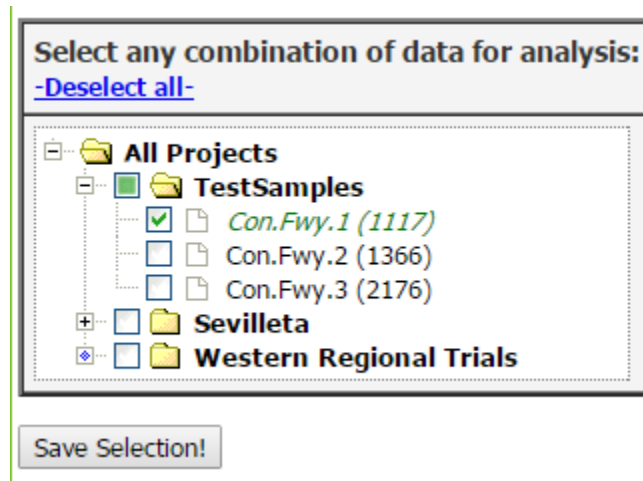 Select any combination of data for analysis:
-Deselect all-
All Projects
TestSamples
Con.Fwy.1 (1117)
Con.Fwy.2 (1366)
Con.Fwy.3 (2176)
Sevilleta
Western Regional Trials
Save Selection!